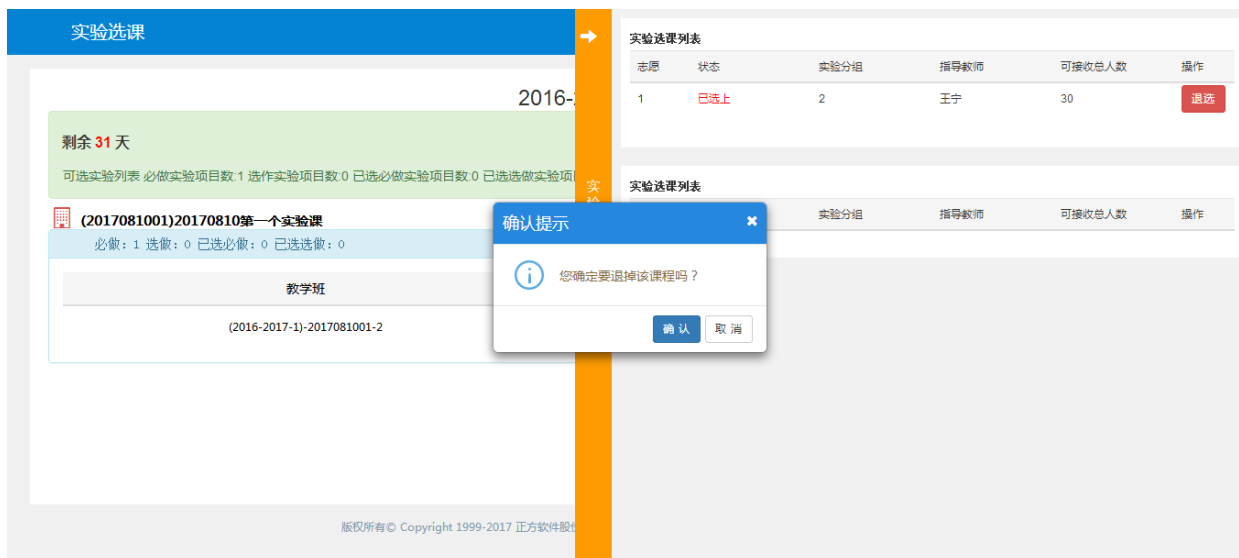 实验选课
2016-
剩余 31 天
可选实验列表 必做实验项目数:1 选作实验项目数:0 已选必做实验项目数:0 已选选做实验项
(2017081001)20170810第一个实验课
必做: 1 选做: 0 已选必做: 0 已选选做: 0
教学班
(2016-2017-1)-2017081001-2
版权所有© Copyright 1999-2017 正方软件股
实
验
实验选课列表
志愿 状态 实验分组 指导教师 可接收总人数 操作
1 已选上 2 王宁 30 退选
实验选课列表
实验分组 指导教师 可接收总人数 操作
确认提示
您确定要退掉该课程吗？
确认 取消